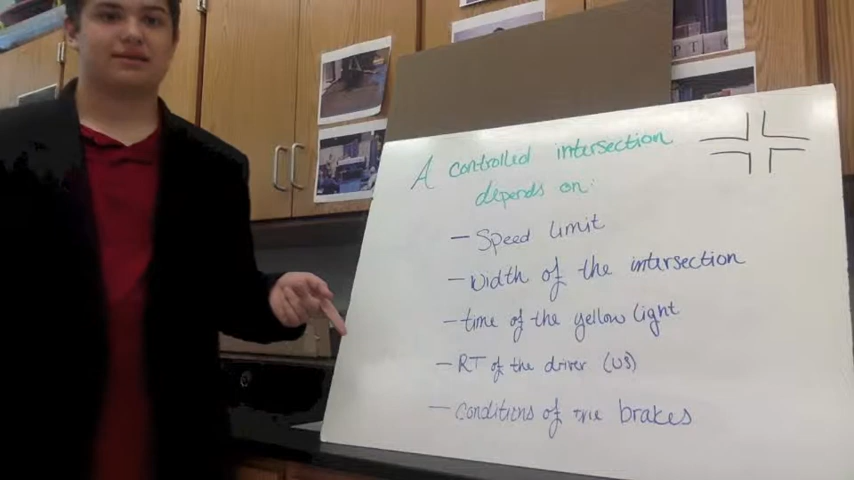 A controlled intersection
depends on:
- Speed limit
- width of the intersection
- time of the yellow light
- RT of the driver (us)
- conditions of the brakes